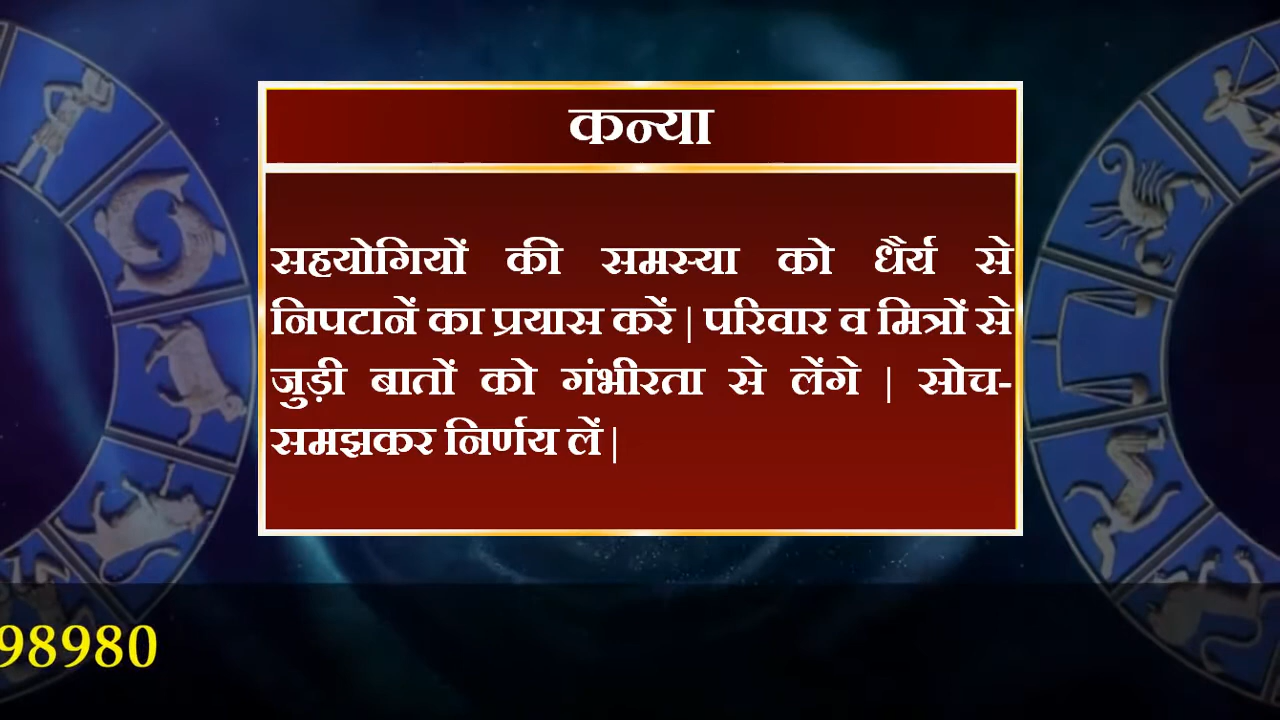 कन्या
सहयोगियों की समस्या को धैर्य से
निपटानें का प्रयास करें | परिवार व मित्रों से
जुड़ी बातों को गंभीरता से लेंगे | सोच-
समझकर निर्णय लें |
98980